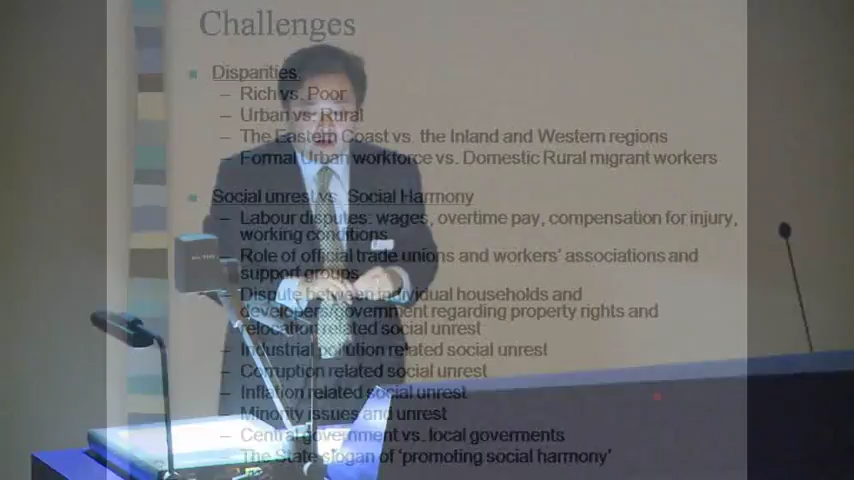 Challenges
Disparities:
– Rich vs. Poor
– Urban vs. Rural
– The Eastern Coast vs. the Inland and Western regions
– Formal Urban workforce vs. Domestic Rural migrant workers
Social unrest vs. Social Harmony
– Labour disputes: wages, overtime pay, compensation for injury,
working conditions
– Role of official trade unions and workers' associations and
support groups
– Dispute between individual households and
developers/government regarding property rights and
relocation related social unrest
– Industrial pollution related social unrest
– Corruption related social unrest
– Inflation related social unrest
– Minority issues and unrest
– Central government vs. local goverments
– The State slogan of 'promoting social harmony'